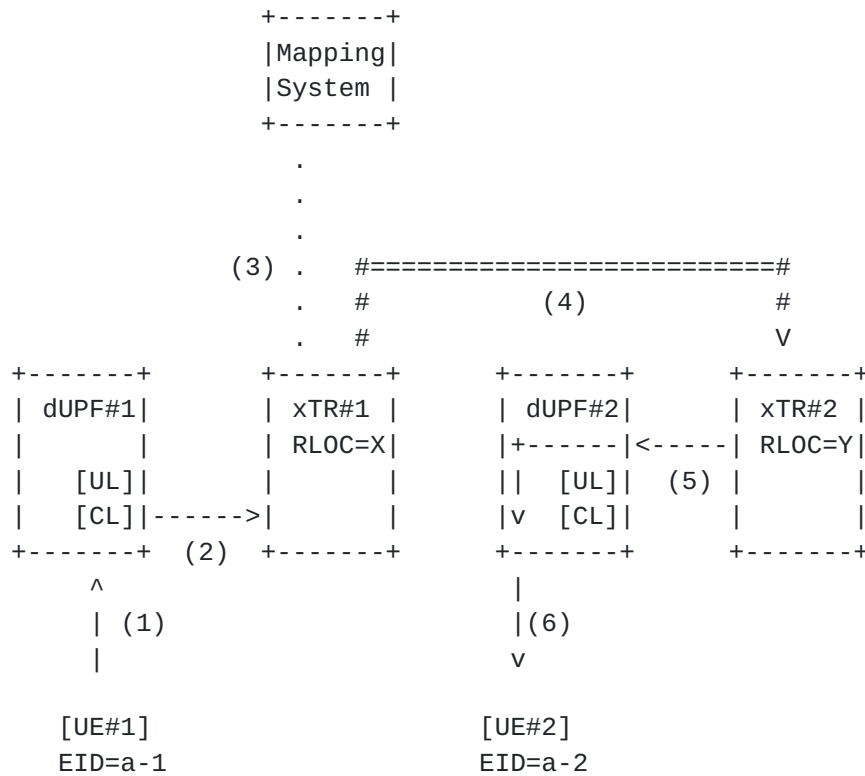 +-------+
                |Mapping|
                |System |
                +-------+
                  .
                  .
                  .
              (3) .   #==========================#
                  .   #           (4)            #
                  .   #                          V
+-------+       +-------+      +-------+      +-------+
| dUPF#1|       | xTR#1 |      | dUPF#2|      | xTR#2 |
|       |       | RLOC=X|      |+------|<-----| RLOC=Y|
|   [UL]|       |       |      ||  [UL]|  (5) |       |
|   [CL]|------>|       |      |v  [CL]|      |       |
+-------+  (2)  +-------+      +-------+      +-------+
     ^                          |
     | (1)                      |(6)
     |                          v
   [UE#1]                     [UE#2]
   EID=a-1                    EID=a-2